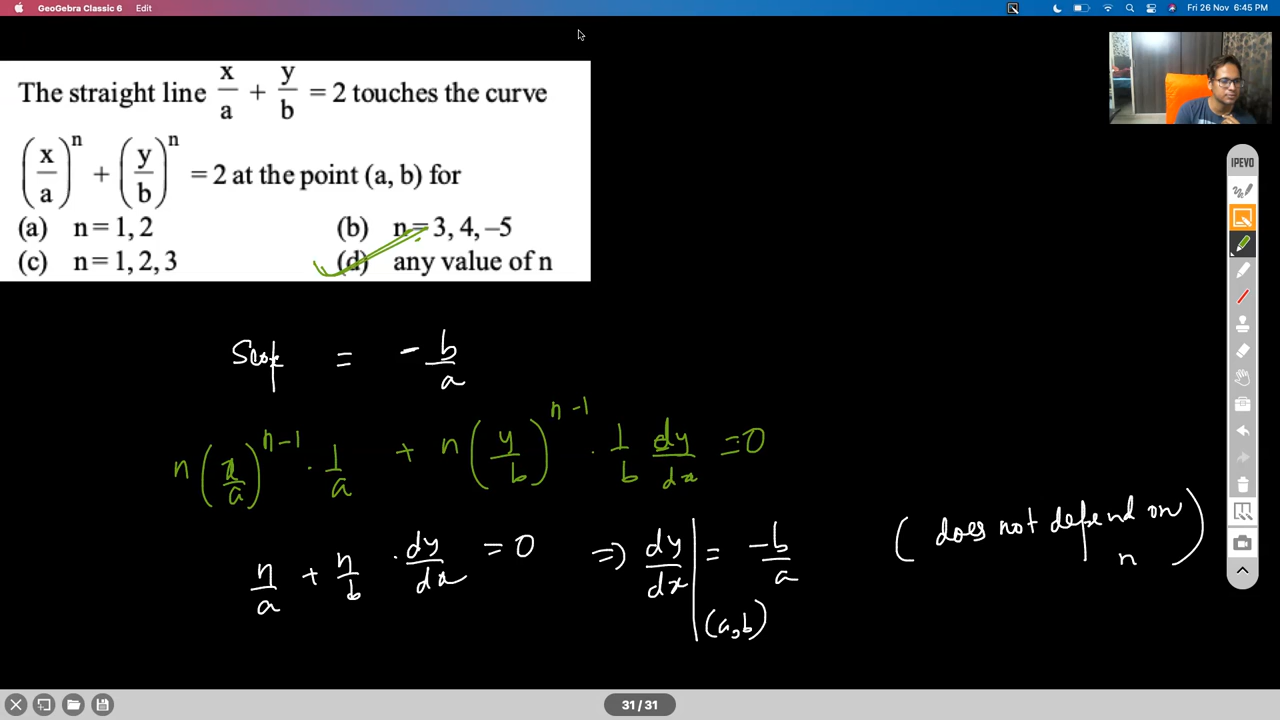 GeoGebra Classic 6 Edit Fri 26 Nov 6:45 PM
The straight line x/a + y/b = 2 touches the curve
(x/a)^n + (y/b)^n = 2 at the point (a, b) for
(a) n = 1, 2 (b) n = 3, 4, –5
(c) n = 1, 2, 3 (d) any value of n
IPEVO
= -b/a
n(x/a)^(n-1) · 1/a + n(y/b)^(n-1) · 1/b dy/dx = 0
n/a + n/b · dy/dx = 0 ⇒ dy/dx |(a,b) = -b/a (does not depend on n)
31 / 31